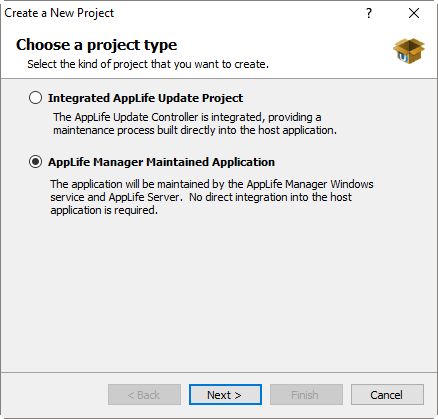 Create a New Project
?
Choose a project type
Select the kind of project that you want to create.
Integrated AppLife Update Project
The AppLife Update Controller is integrated, providing a
maintenance process built directly into the host application.
AppLife Manager Maintained Application
The application will be maintained by the AppLife Manager Windows
service and AppLife Server.  No direct integration into the host
application is required.
< Back
Next >
Finish
Cancel